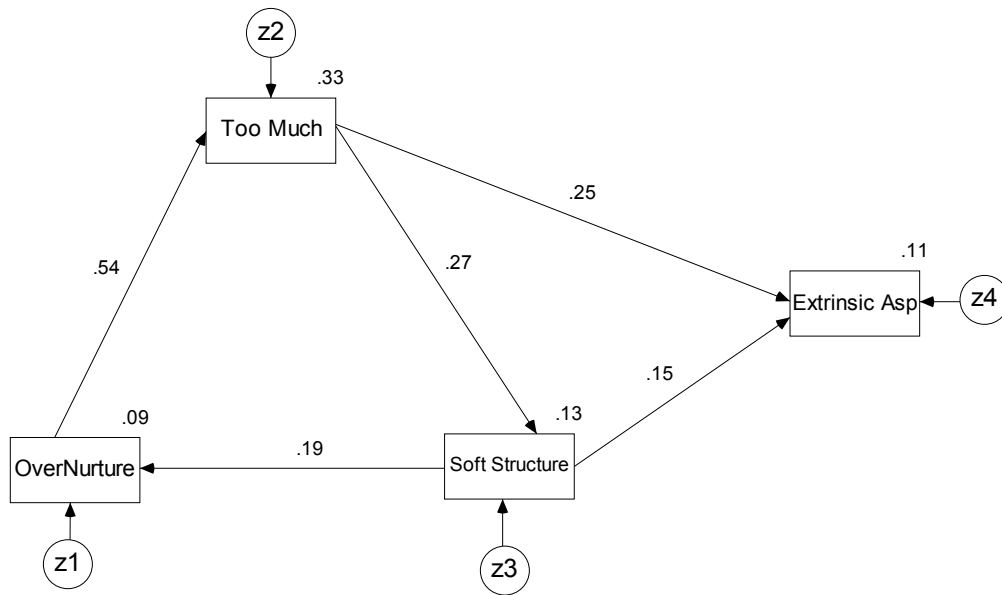 z2
.33
Too Much
.25
.54
.27
.11
Extrinsic Asp
z4
.15
.09
.13
OverNurture
.19
Soft Structure
z1
z3